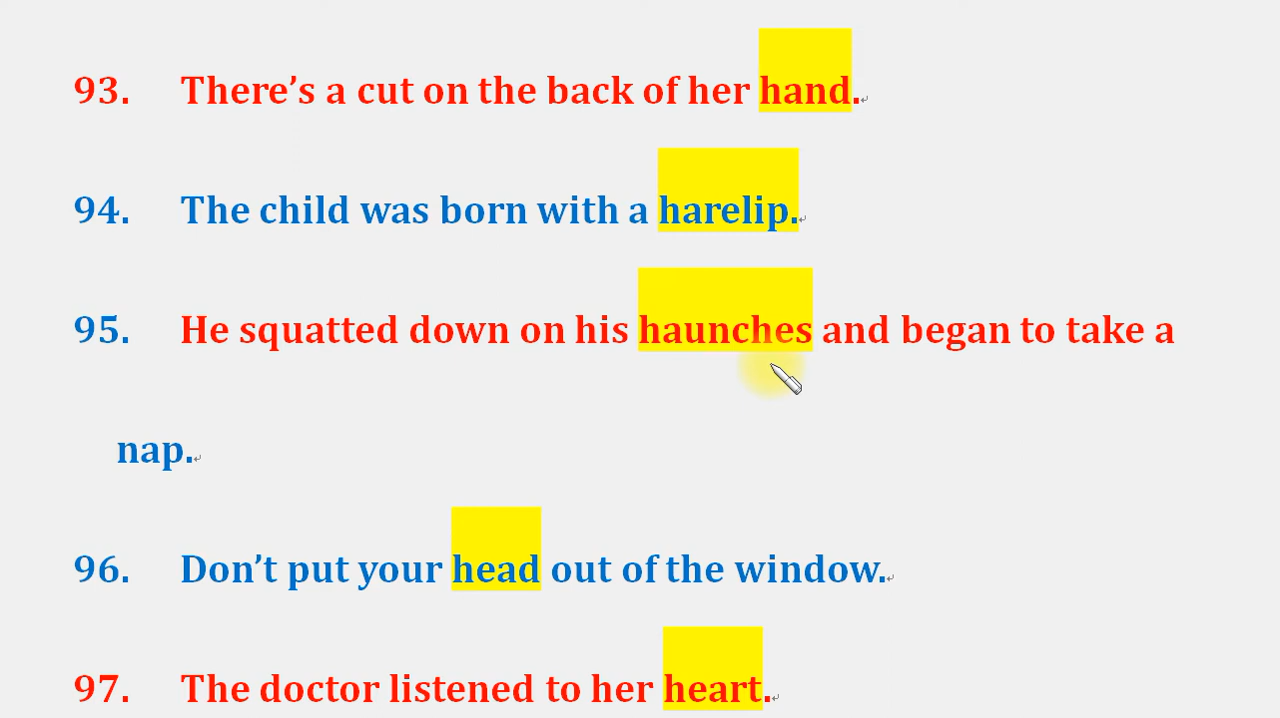 93. There’s a cut on the back of her hand.
94. The child was born with a harelip.
95. He squatted down on his haunches and began to take a
nap.
96. Don’t put your head out of the window.
97. The doctor listened to her heart.